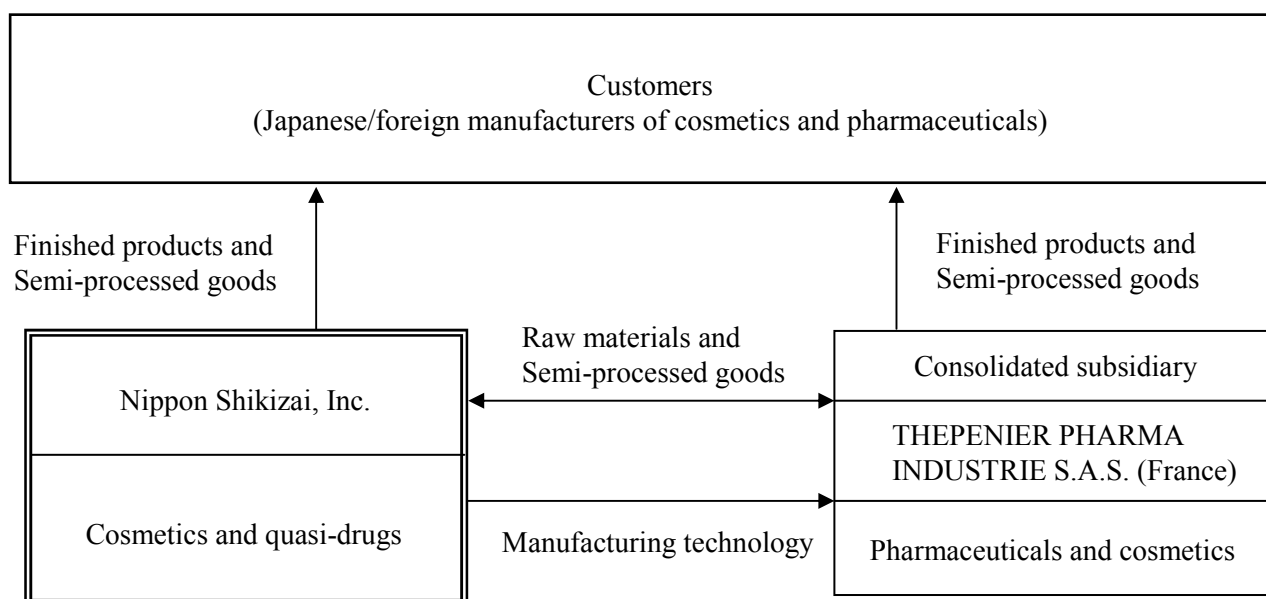 Customers
(Japanese/foreign manufacturers of cosmetics and pharmaceuticals)
Finished products and
Semi-processed goods
Finished products and
Semi-processed goods
Nippon Shikizai, Inc.
Cosmetics and quasi-drugs
Raw materials and
Semi-processed goods
Manufacturing technology
Consolidated subsidiary
THEPENIER PHARMA
INDUSTRIE S.A.S. (France)
Pharmaceuticals and cosmetics